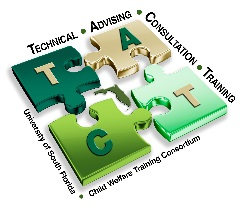 TECHNICAL • ADVISING • CONSULTATION • TRAINING
A
T
T
C
University of South Florida • Child Welfare Training Consortium